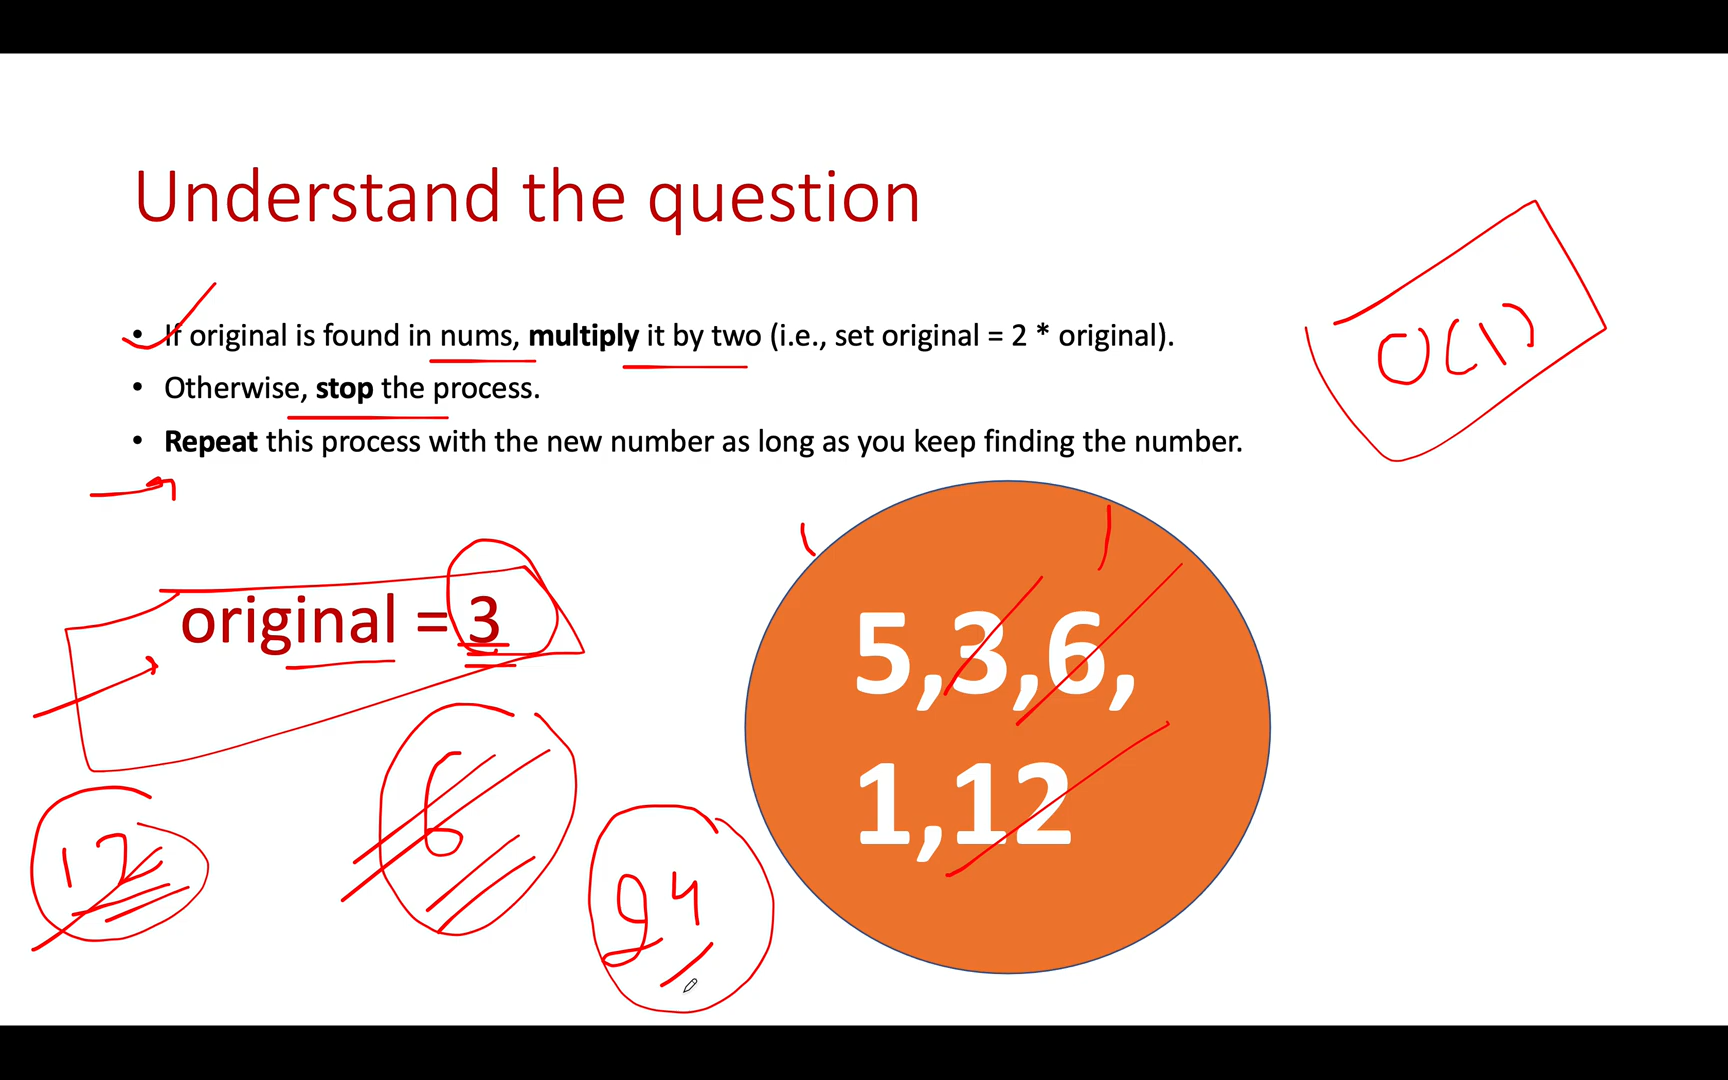 Understand the question
• If original is found in nums, multiply it by two (i.e., set original = 2 * original).
• Otherwise, stop the process.
• Repeat this process with the new number as long as you keep finding the number.
O(1)
original = 3
5,3,6,
1,12
6
12
24